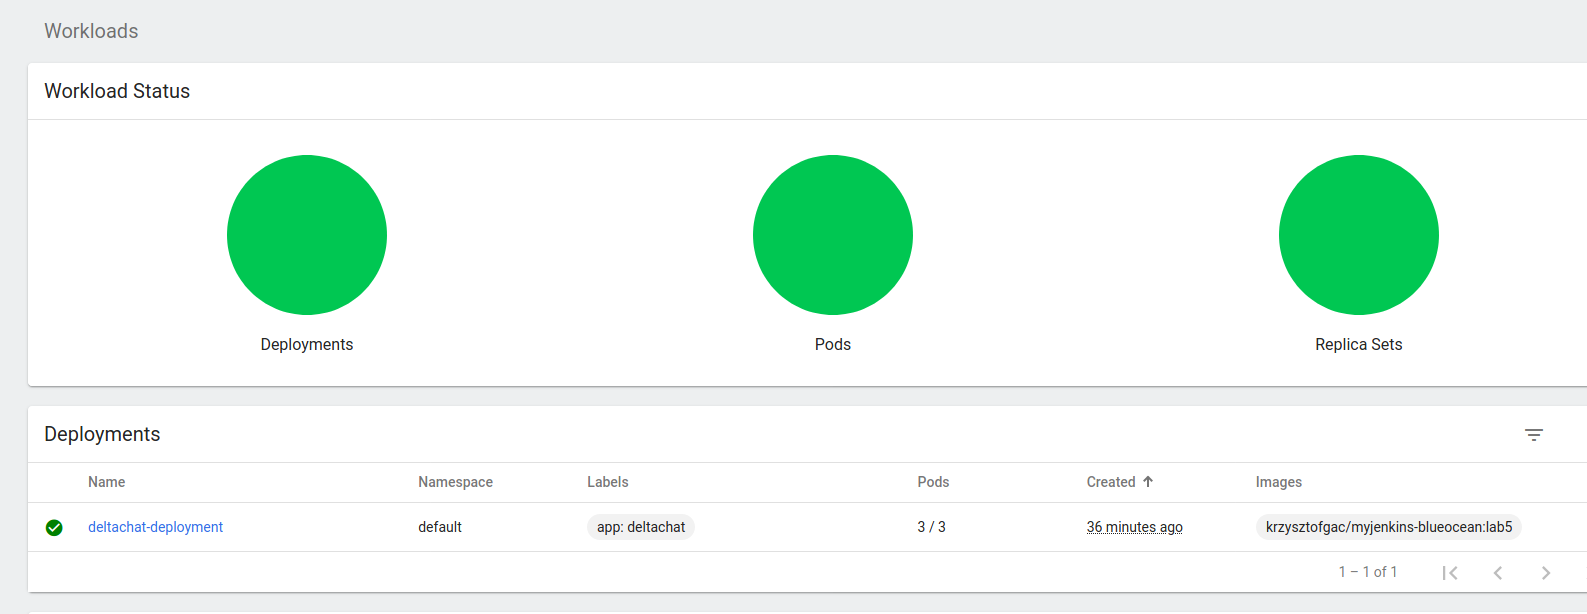 Workloads
Workload Status
Deployments Pods Replica Sets
Deployments
Name Namespace Labels Pods Created Images
deltachat-deployment default app: deltachat 3 / 3 36 minutes ago krzysztofgac/myjenkins-blueocean:lab5
1 – 1 of 1